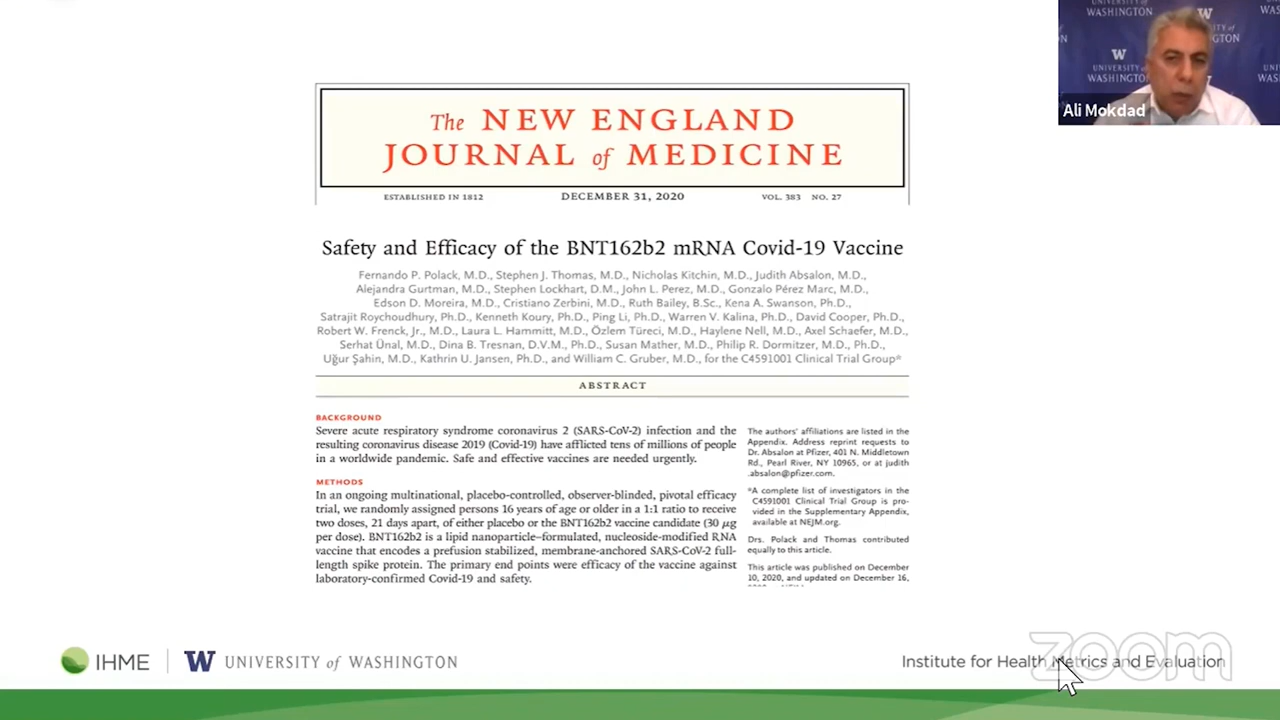 The NEW ENGLAND
JOURNAL of MEDICINE
ESTABLISHED IN 1812
DECEMBER 31, 2020
VOL. 383 NO. 27
Safety and Efficacy of the BNT162b2 mRNA Covid-19 Vaccine
Fernando P. Polack, M.D., Stephen J. Thomas, M.D., Nicholas Kitchin, M.D., Judith Absalon, M.D.,
Alejandra Gurtman, M.D., Stephen Lockhart, D.M., John L. Perez, M.D., Gonzalo Pérez Marc, M.D.,
Edson D. Moreira, M.D., Cristiano Zerbini, M.D., Ruth Bailey, B.Sc., Kena A. Swanson, Ph.D.,
Satrajit Roychoudhury, Ph.D., Kenneth Koury, Ph.D., Ping Li, Ph.D., Warren V. Kalina, Ph.D., David Cooper, Ph.D.,
Robert W. Frenck, Jr., M.D., Laura L. Hammitt, M.D., Özlem Türeci, M.D., Haylene Nell, M.D., Axel Schaefer, M.D.,
Serhat Ünal, M.D., Dina B. Tresnan, D.V.M., Ph.D., Susan Mather, M.D., Philip R. Dormitzer, M.D., Ph.D.,
Uğur Şahin, M.D., Kathrin U. Jansen, Ph.D., and William C. Gruber, M.D., for the C4591001 Clinical Trial Group*
ABSTRACT
BACKGROUND
Severe acute respiratory syndrome coronavirus 2 (SARS-CoV-2) infection and the
resulting coronavirus disease 2019 (Covid-19) have afflicted tens of millions of people
in a worldwide pandemic. Safe and effective vaccines are needed urgently.
METHODS
In an ongoing multinational, placebo-controlled, observer-blinded, pivotal efficacy
trial, we randomly assigned persons 16 years of age or older in a 1:1 ratio to receive
two doses, 21 days apart, of either placebo or the BNT162b2 vaccine candidate (30 μg
per dose). BNT162b2 is a lipid nanoparticle–formulated, nucleoside-modified RNA
vaccine that encodes a prefusion stabilized, membrane-anchored SARS-CoV-2 full-
length spike protein. The primary end points were efficacy of the vaccine against
laboratory-confirmed Covid-19 and safety.
The authors' affiliations are listed in the
Appendix. Address reprint requests to
Dr. Absalon at Pfizer, 401 N. Middletown
Rd., Pearl River, NY 10965, or at judith
.absalon@pfizer.com.
*A complete list of investigators in the
C4591001 Clinical Trial Group is pro-
vided in the Supplementary Appendix,
available at NEJM.org.
Drs. Polack and Thomas contributed
equally to this article.
This article was published on December
10, 2020, and updated on December 16,
UNIVERSITY of
WASHINGTON
Ali Mokdad
IHME
W UNIVERSITY of WASHINGTON
Institute for Health Metrics and Evaluation
zoom